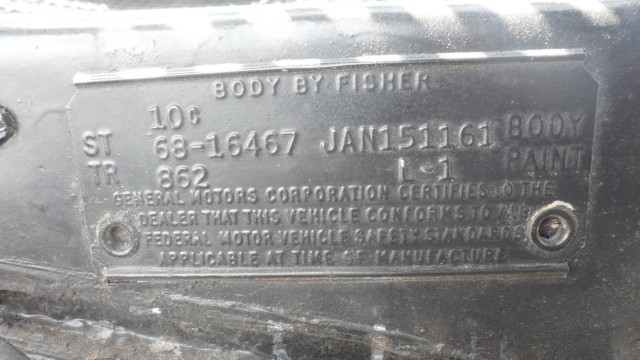 BODY BY FISHER
10C
ST 68-16467 JAN151161 BODY
TR 862 L-1 PAINT
GENERAL MOTORS CORPORATION CERTIFIES TO THE
DEALER THAT THIS VEHICLE CONFORMS TO
FEDERAL MOTOR VEHICLE SAFETY STANDARDS
APPLICABLE AT TIME OF MANUFACTURE